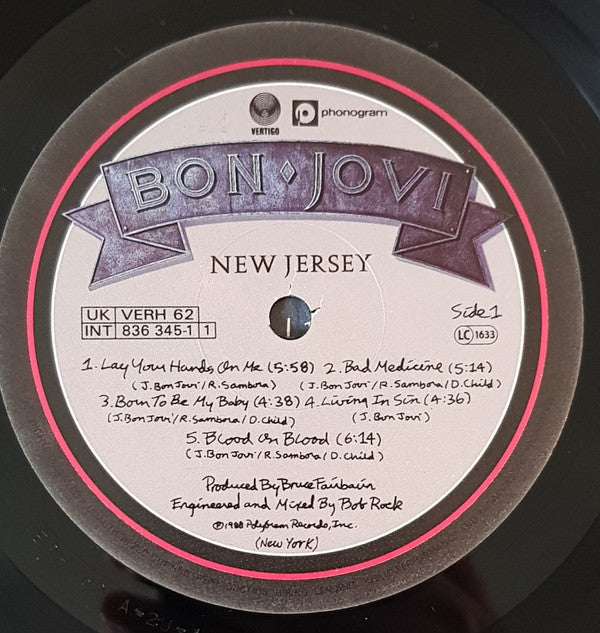 VERTIGO
phonogram
BON ♦ JOVI
NEW JERSEY
UK VERH 62
INT 836 345-1 1
Side 1
LC 1633
1. Lay Your Hands On Me (5:58) 2. Bad Medicine (5:14)
(J. Bon Jovi / R. Sambora) (J. Bon Jovi / R. Sambora / D. Child)
3. Born To Be My Baby (4:38) 4. Living In Sin (4:36)
(J. Bon Jovi / R. Sambora / D. Child) (J. Bon Jovi)
5. Blood On Blood (6:14)
(J. Bon Jovi / R. Sambora / D. Child)
Produced By Bruce Fairbairn
Engineered and Mixed By Bob Rock
℗1988 PolyGram Records, Inc.
(New York)